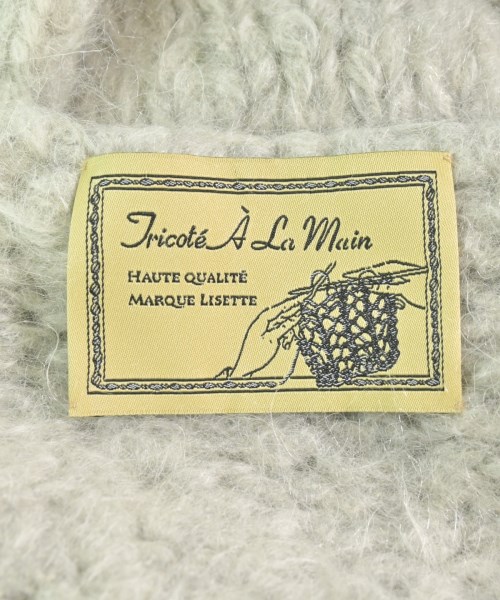 Tricoté À La Main
HAUTE QUALITÉ
MARQUE LISETTE